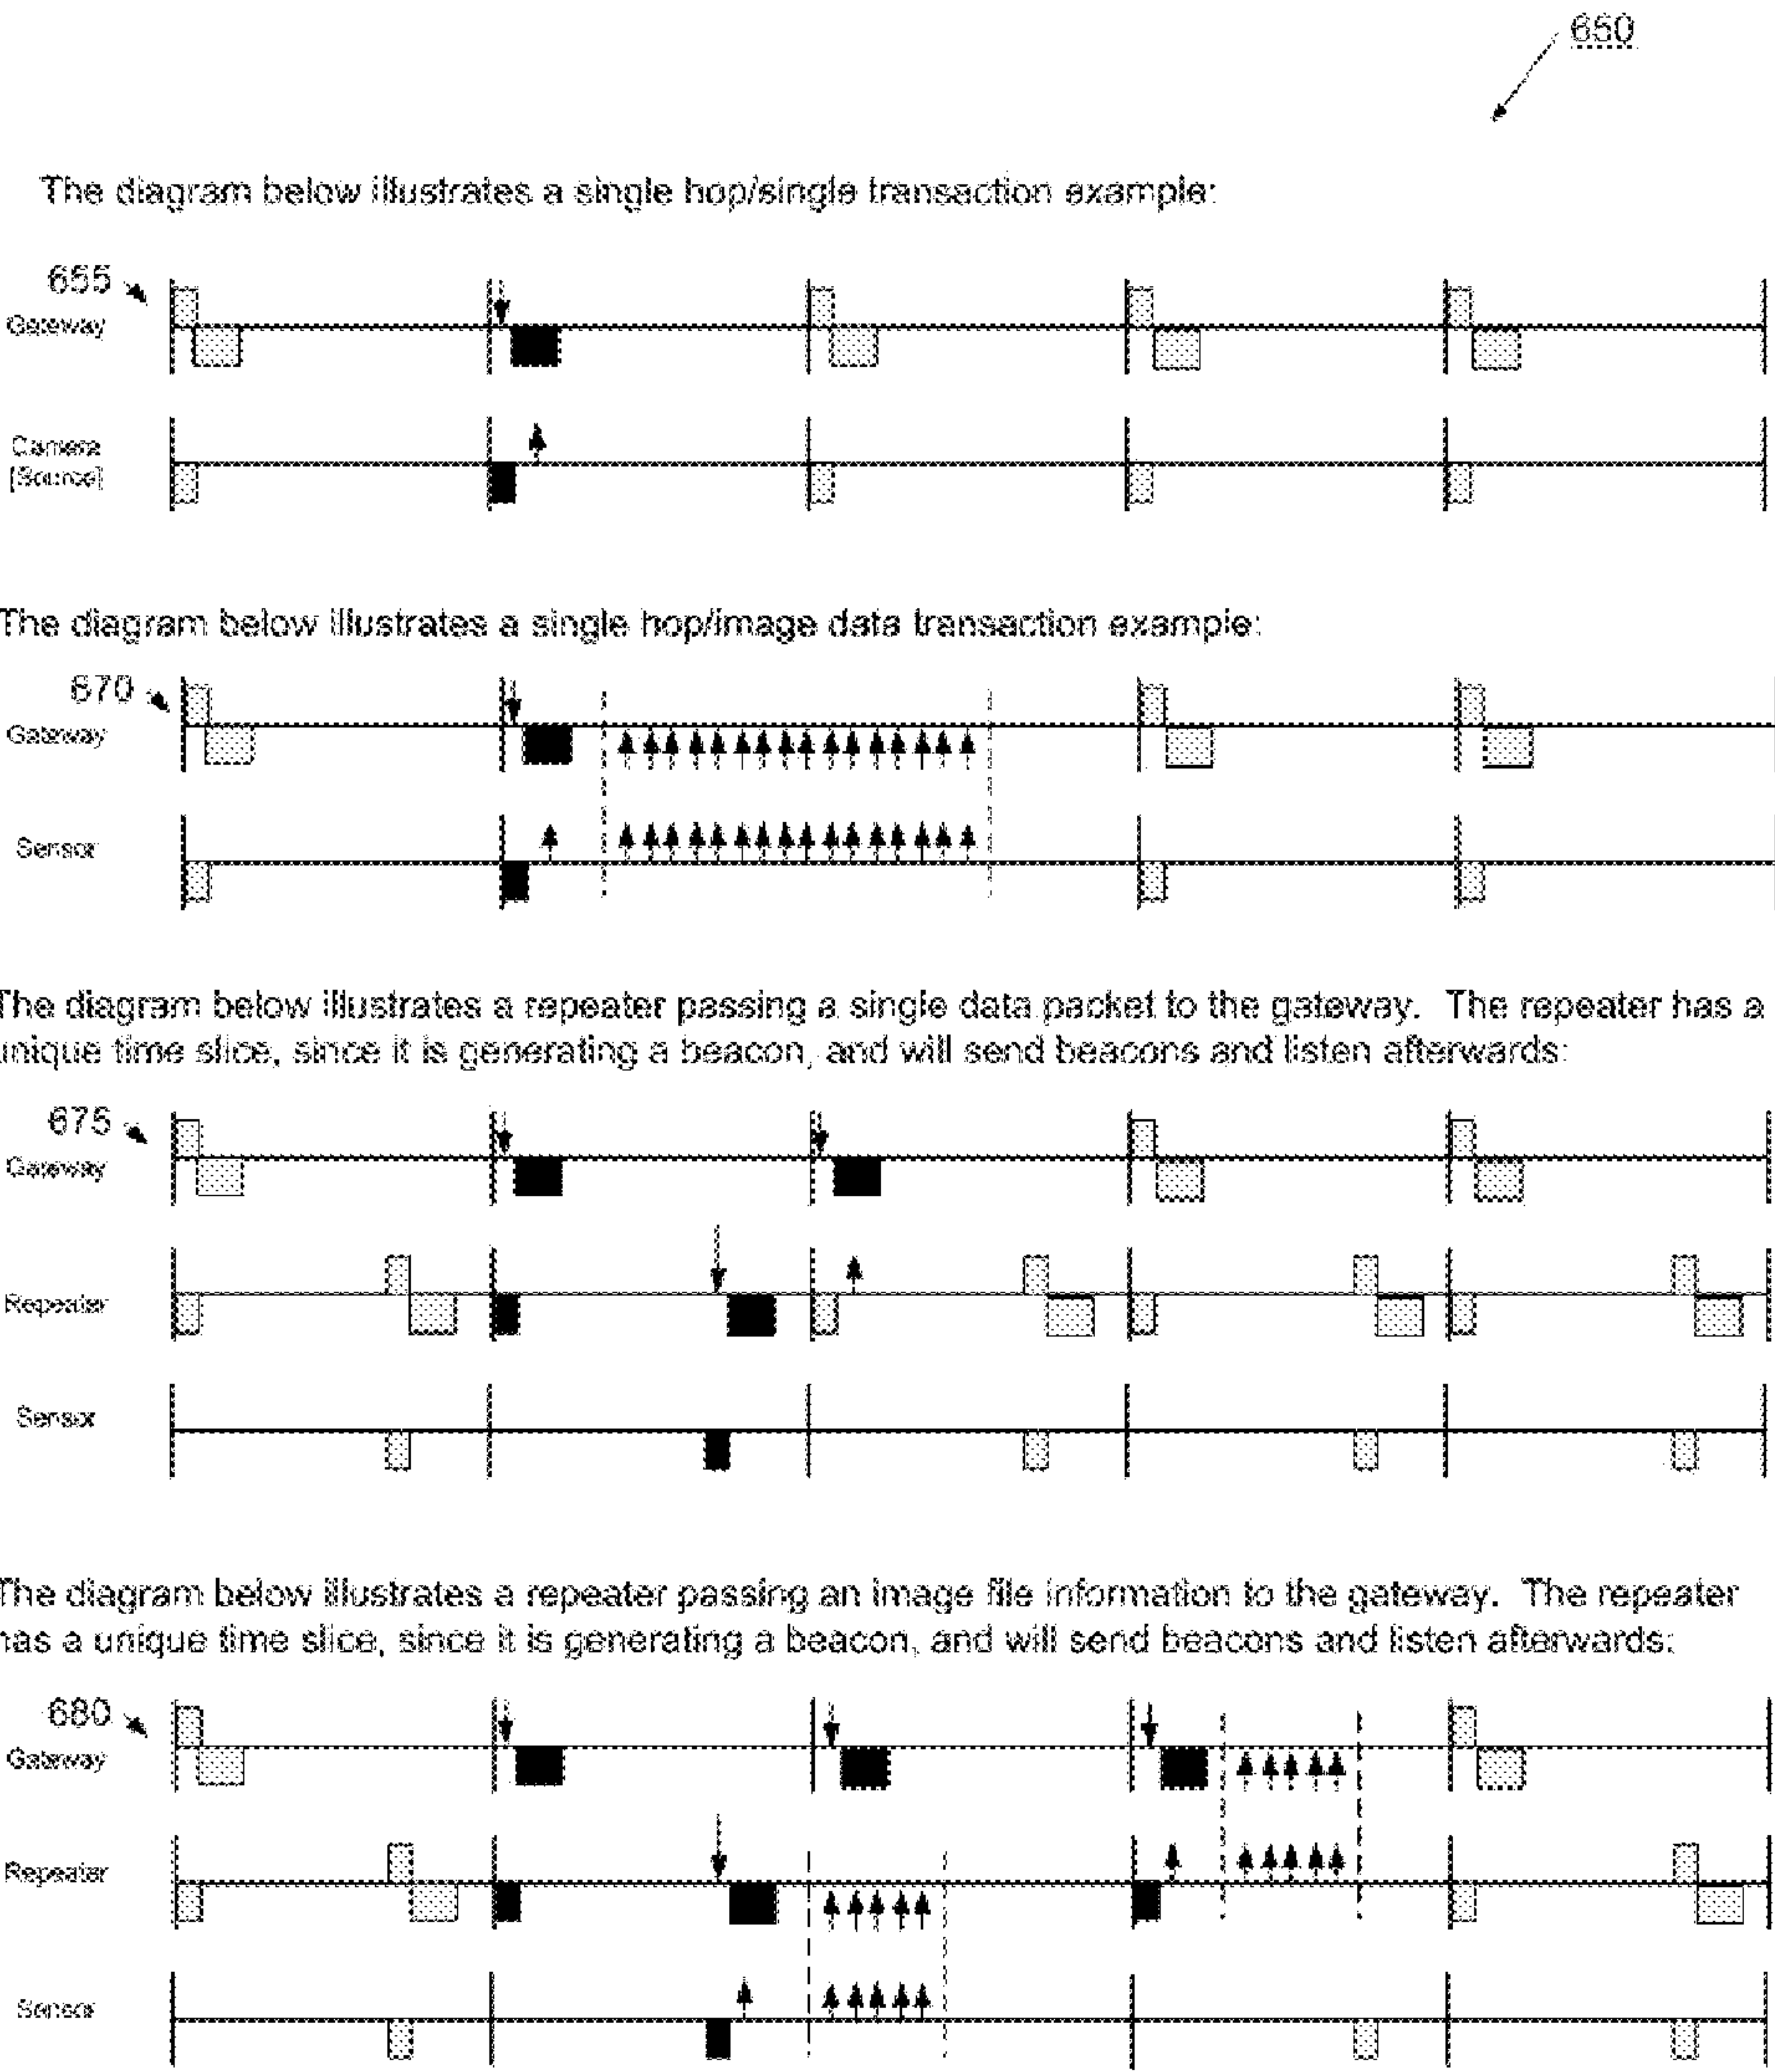 650
The diagram below illustrates a single hop/single transaction example:
655
Gateway
Camera
[Source]
The diagram below illustrates a single hop/image data transaction example:
670
Gateway
Sensor
The diagram below illustrates a repeater passing a single data packet to the gateway. The repeater has a
unique time slice, since it is generating a beacon, and will send beacons and listen afterwards:
675
Gateway
Repeater
Sensor
The diagram below illustrates a repeater passing an image file information to the gateway. The repeater
has a unique time slice, since it is generating a beacon, and will send beacons and listen afterwards:
680
Gateway
Repeater
Sensor